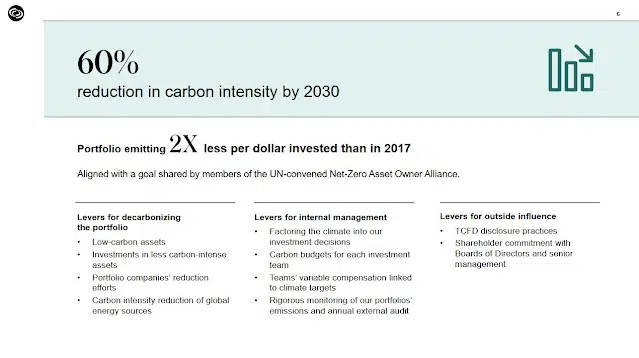 6
60%
reduction in carbon intensity by 2030
Portfolio emitting 2X less per dollar invested than in 2017
Aligned with a goal shared by members of the UN-convened Net-Zero Asset Owner Alliance.
Levers for decarbonizing
the portfolio
• Low-carbon assets
• Investments in less carbon-intense
assets
• Portfolio companies' reduction
efforts
• Carbon intensity reduction of global
energy sources
Levers for internal management
• Factoring the climate into our
investment decisions
• Carbon budgets for each investment
team
• Teams' variable compensation linked
to climate targets
• Rigorous monitoring of our portfolios'
emissions and annual external audit
Levers for outside influence
• TCFD disclosure practices
• Shareholder commitment with
Boards of Directors and senior
management